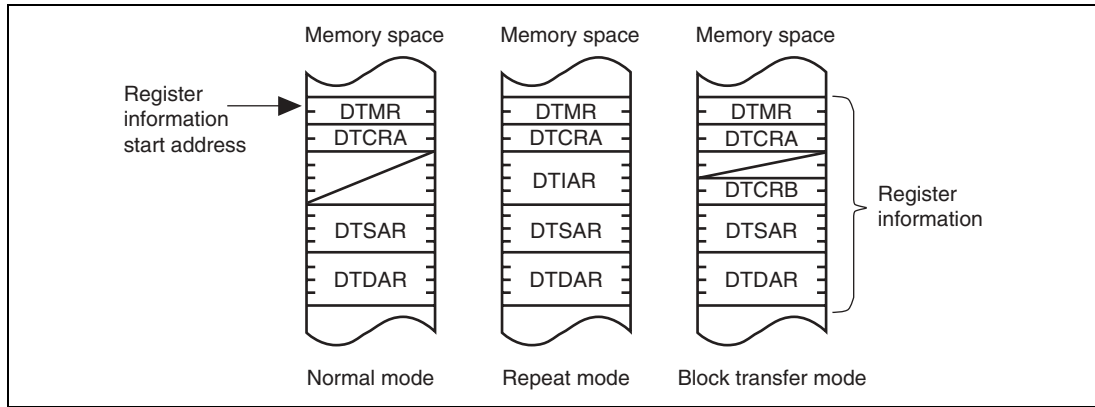 Memory space
Memory space
Memory space
Register
information
start address
DTMR
DTCRA
DTSAR
DTDAR
DTMR
DTCRA
DTIAR
DTSAR
DTDAR
DTMR
DTCRA
DTCRB
DTSAR
DTDAR
Register
information
Normal mode
Repeat mode
Block transfer mode